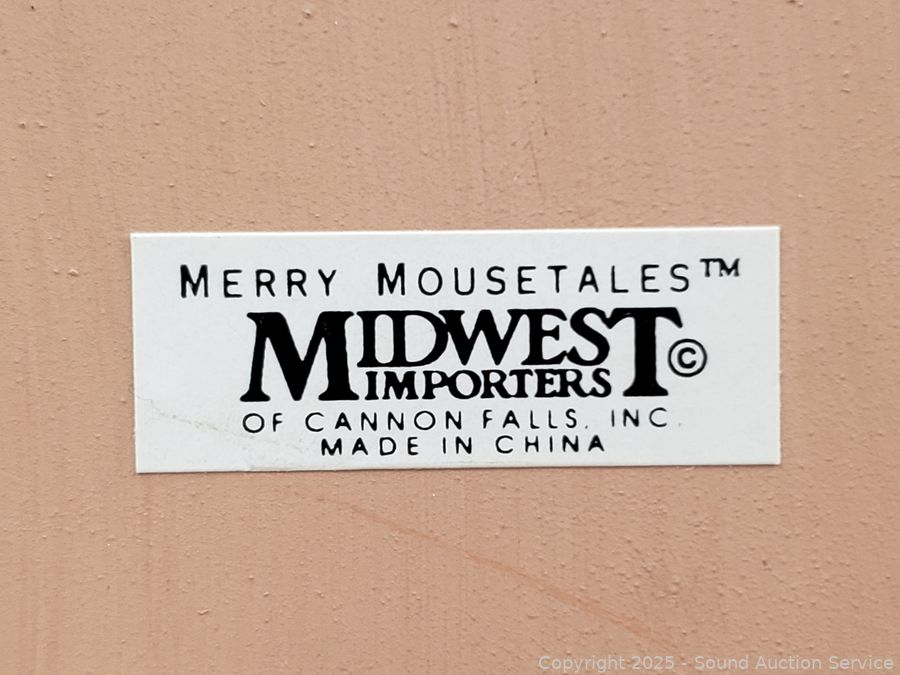 MERRY MOUSETALES™
MIDWEST ©
IMPORTERS
OF CANNON FALLS, INC.
MADE IN CHINA
Copyright 2025 - Sound Auction Service